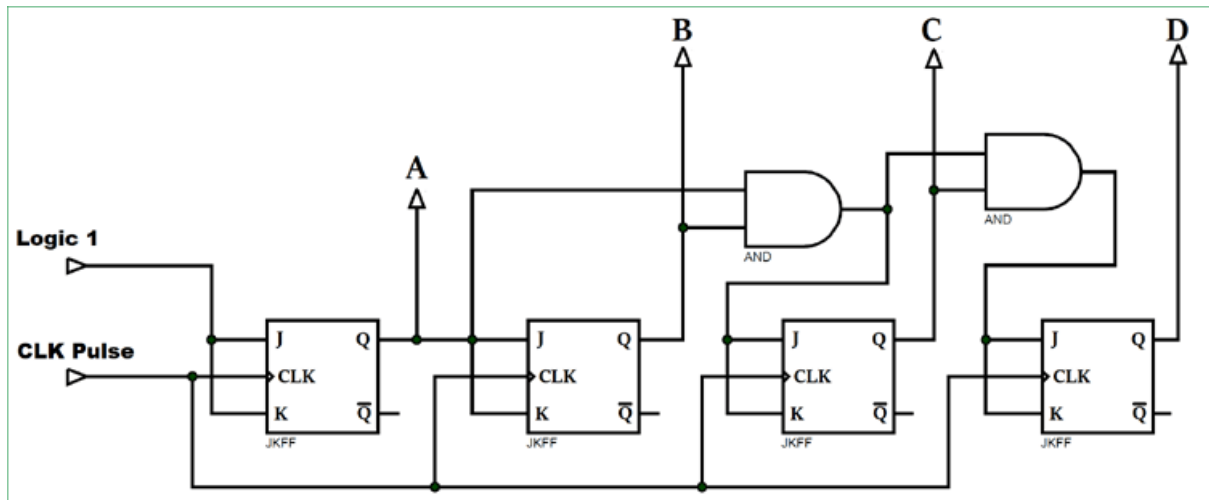 B
C
D
A
AND
AND
Logic 1
CLK Pulse
J Q
CLK
K Q̅
JKFF
J Q
CLK
K Q̅
JKFF
J Q
CLK
K Q̅
JKFF
J Q
CLK
K Q̅
JKFF